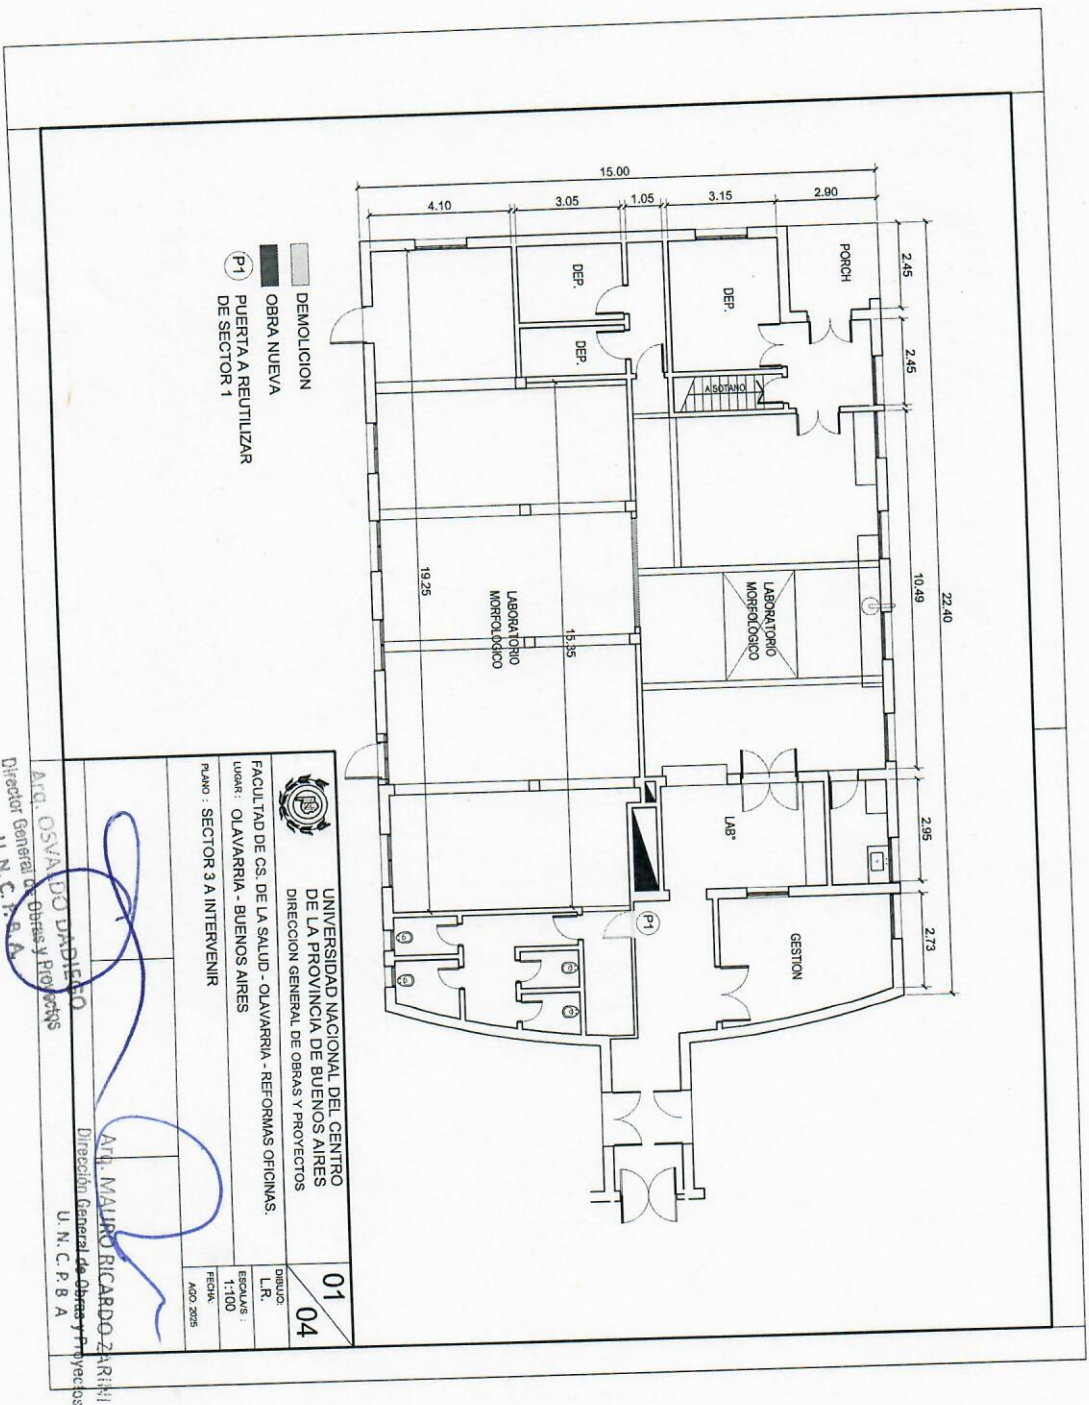 15.00
4.10
3.05
1.05
3.15
2.90
2.45
2.45
10.49
22.40
2.95
2.73
PORCH
DEP.
DEP.
DEP.
A SOTANO
LABORATORIO
MORFOLOGICO
LABORATORIO
MORFOLOGICO
19.25
15.35
LABº
GESTION
P1
DEMOLICION
OBRA NUEVA
P1 PUERTA A REUTILIZAR
DE SECTOR 1
UNIVERSIDAD NACIONAL DEL CENTRO
DE LA PROVINCIA DE BUENOS AIRES
DIRECCION GENERAL DE OBRAS Y PROYECTOS
01
04
FACULTAD DE CS. DE LA SALUD - OLAVARRIA - REFORMAS OFICINAS.
LUGAR : OLAVARRIA - BUENOS AIRES
PLANO : SECTOR 3 A INTERVENIR
DIBUJO:
L.R.
ESCALAS :
1:100
FECHA:
AGO. 2025
Arq. OSVALDO DADIEGO
Director General de Obras y Proyectos
U. N. C. P. B. A.
Arq. MAURO RICARDO ZARINI
Dirección General de Obras y Proyectos
U. N. C. P. B A